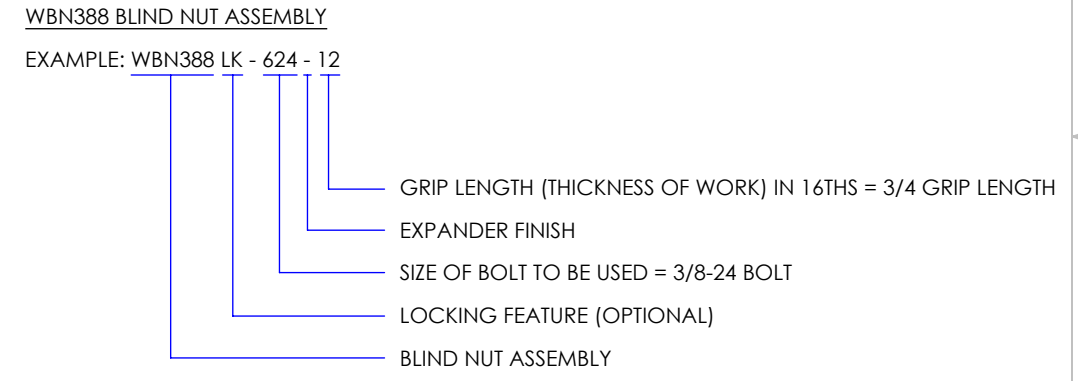 WBN388 BLIND NUT ASSEMBLY
EXAMPLE: WBN388 LK - 624 - 12
GRIP LENGTH (THICKNESS OF WORK) IN 16THS = 3/4 GRIP LENGTH
EXPANDER FINISH
SIZE OF BOLT TO BE USED = 3/8-24 BOLT
LOCKING FEATURE (OPTIONAL)
BLIND NUT ASSEMBLY